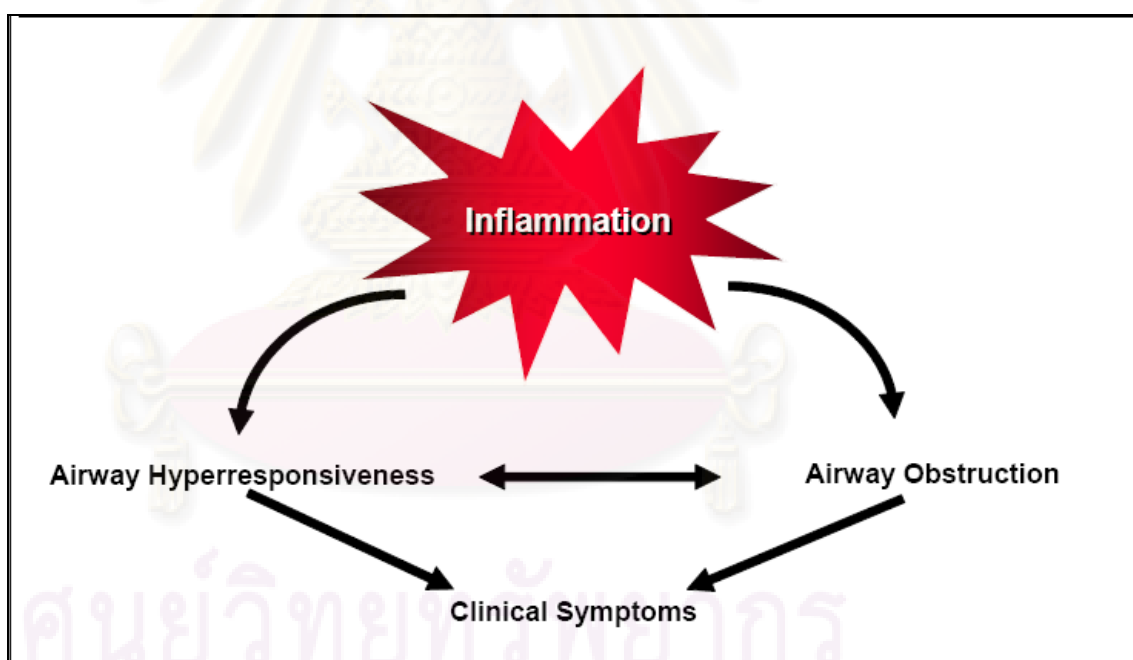 Inflammation
Airway Hyperresponsiveness
Airway Obstruction
Clinical Symptoms
ศูนย์วิทยทรัพยากร